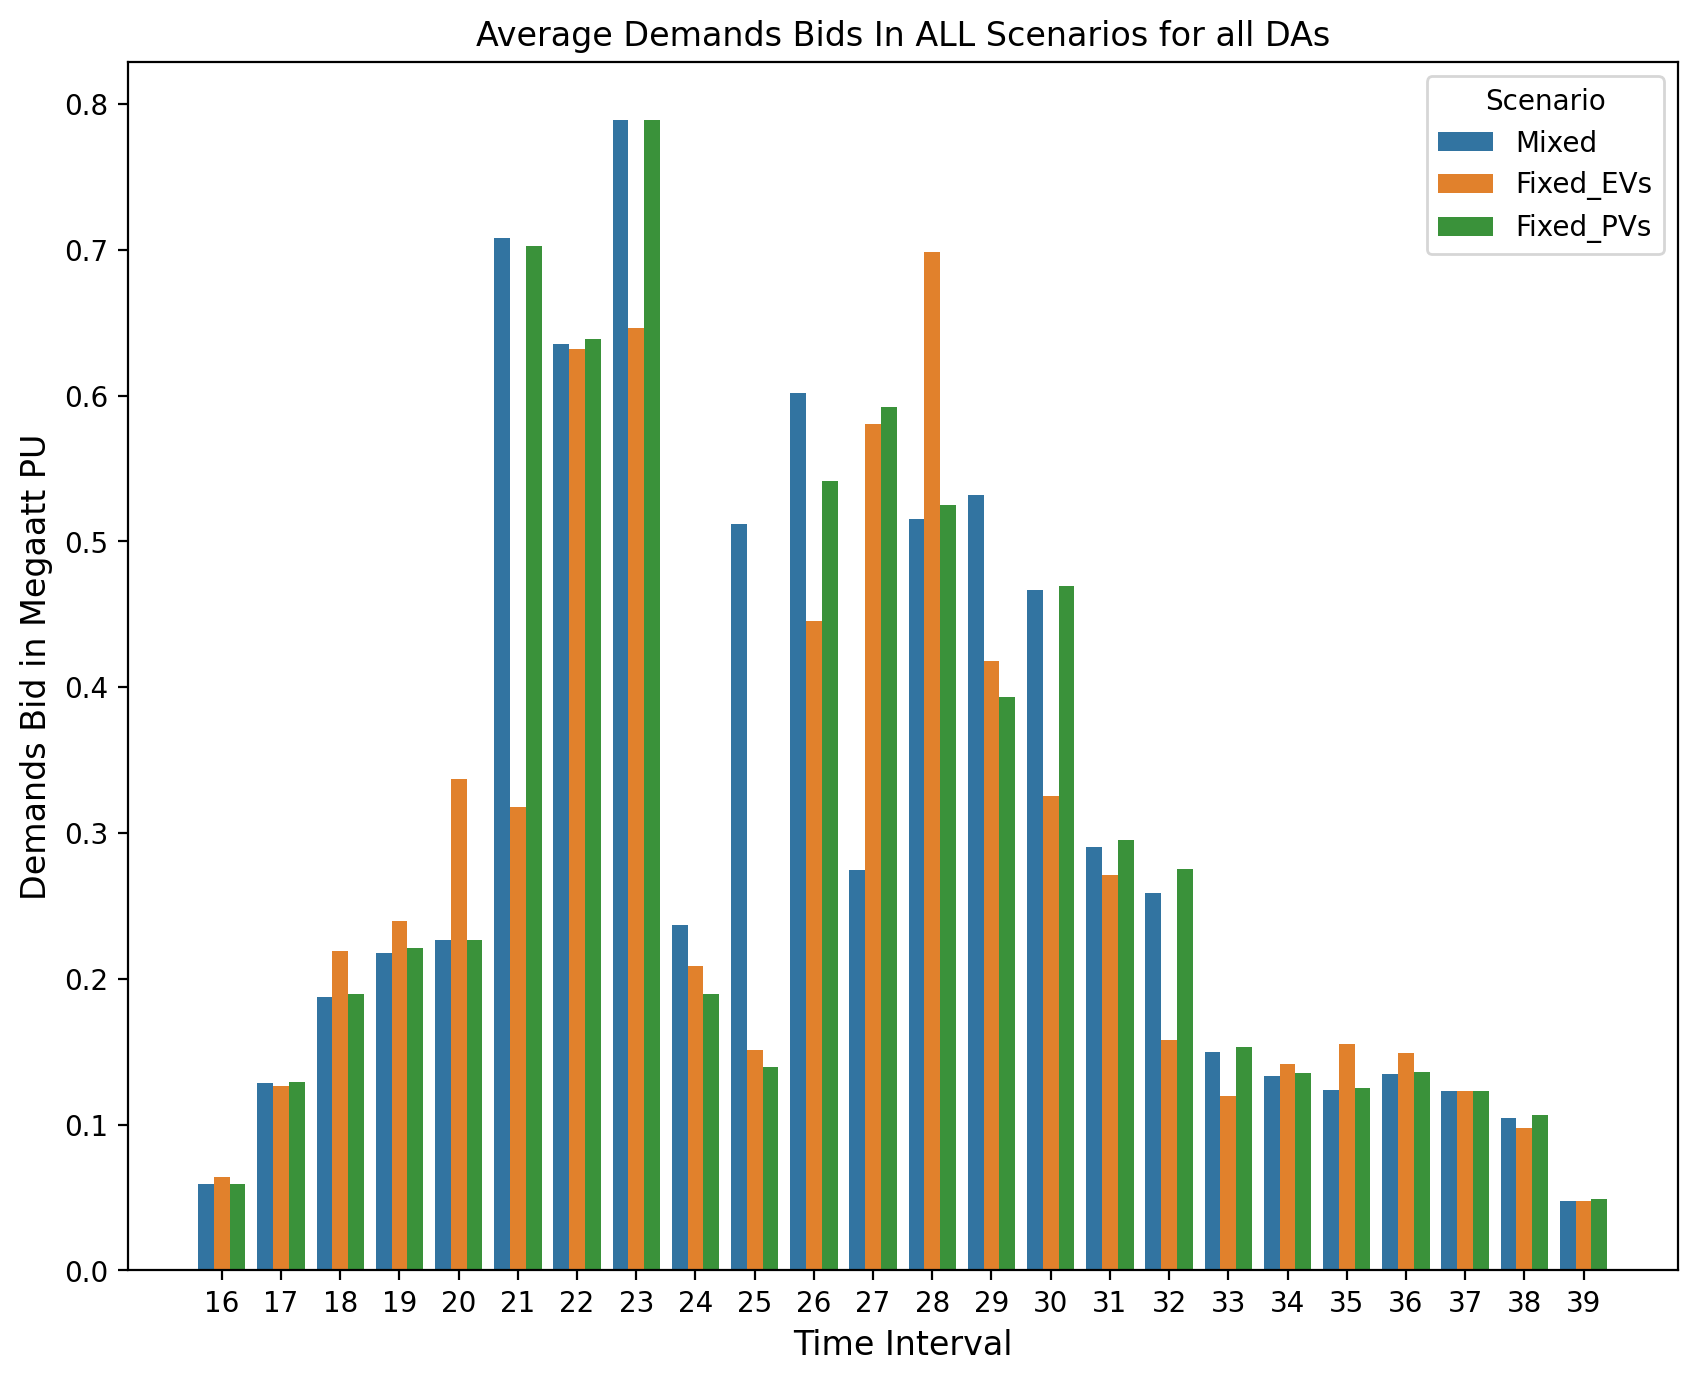 Average Demands Bids In ALL Scenarios for all DAs
Scenario
Mixed
Fixed_EVs
Fixed_PVs
Demands Bid in Megaatt PU
0.8
0.7
0.6
0.5
0.4
0.3
0.2
0.1
0.0
16 17 18 19 20 21 22 23 24 25 26 27 28 29 30 31 32 33 34 35 36 37 38 39
Time Interval